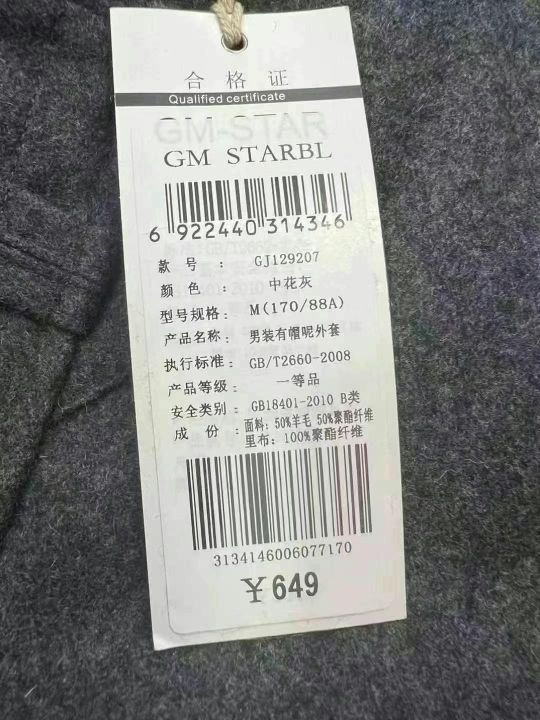 合格证
Qualified certificate
GM-STAR
GM STARBL
6 922440 314346
款号： GJ129207
颜色： 中花灰
型号规格： M(170/88A)
产品名称： 男装有帽呢外套
执行标准： GB/T2660-2008
产品等级： 一等品
安全类别： GB18401-2010 B类
成份： 面料: 50%羊毛 50%聚酯纤维
里布: 100%聚酯纤维
3134146006077170
¥649